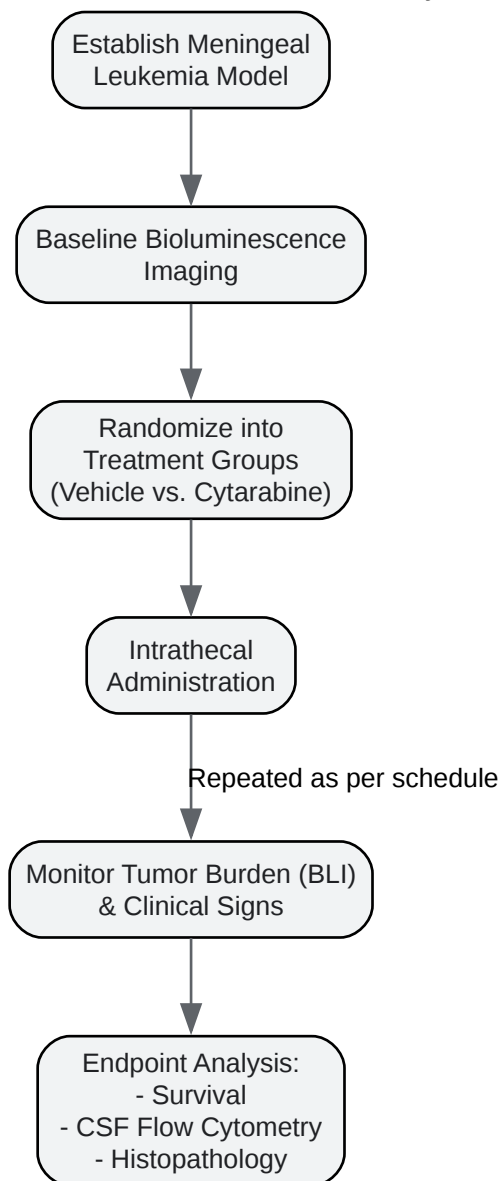 Establish Meningeal
Leukemia Model
Baseline Bioluminescence
Imaging
Randomize into
Treatment Groups
(Vehicle vs. Cytarabine)
Intrathecal
Administration
Repeated as per schedule
Monitor Tumor Burden (BLI)
& Clinical Signs
Endpoint Analysis:
- Survival
- CSF Flow Cytometry
- Histopathology